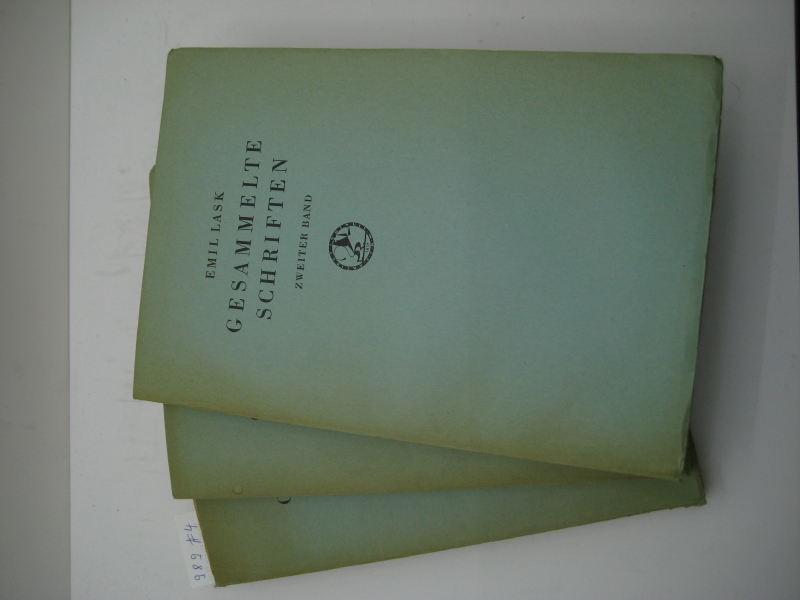 EMIL LASK
GESAMMELTE
SCHRIFTEN
ZWEITER BAND
989 #4